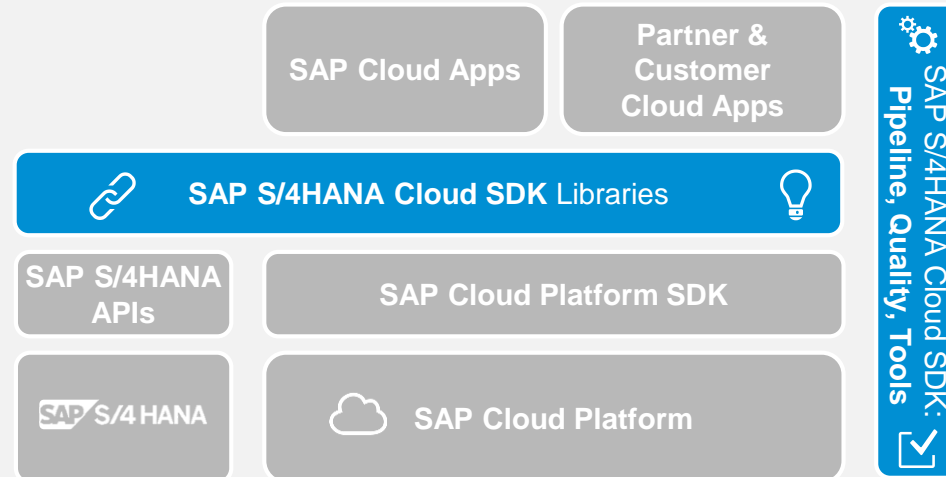 SAP Cloud Apps
Partner &
Customer
Cloud Apps
SAP S/4HANA Cloud SDK Libraries
SAP S/4HANA
APIs
SAP Cloud Platform SDK
SAP S/4HANA
SAP Cloud Platform
SAP S/4HANA Cloud SDK:
Pipeline, Quality, Tools